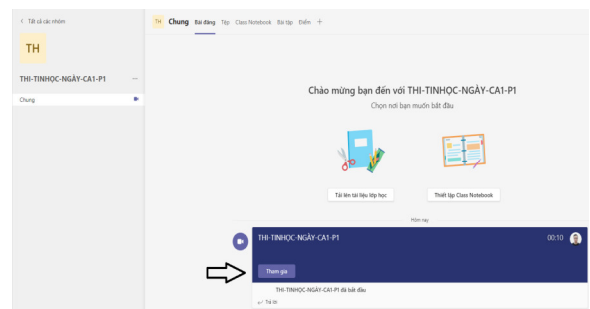 < Tất cả các nhóm
TH
THI-TINHỌC-NGÀY-CA1-P1 ...
Chung
TH Chung Bài đăng Tệp Class Notebook Bài tập Điểm +
Chào mừng bạn đến với THI-TINHỌC-NGÀY-CA1-P1
Chọn nơi bạn muốn bắt đầu
Tải lên tài liệu lớp học
Thiết lập Class Notebook
Hôm nay
THI-TINHỌC-NGÀY-CA1-P1 00:10
Tham gia
THI-TINHỌC-NGÀY-CA1-P1 đã bắt đầu
Trả lời